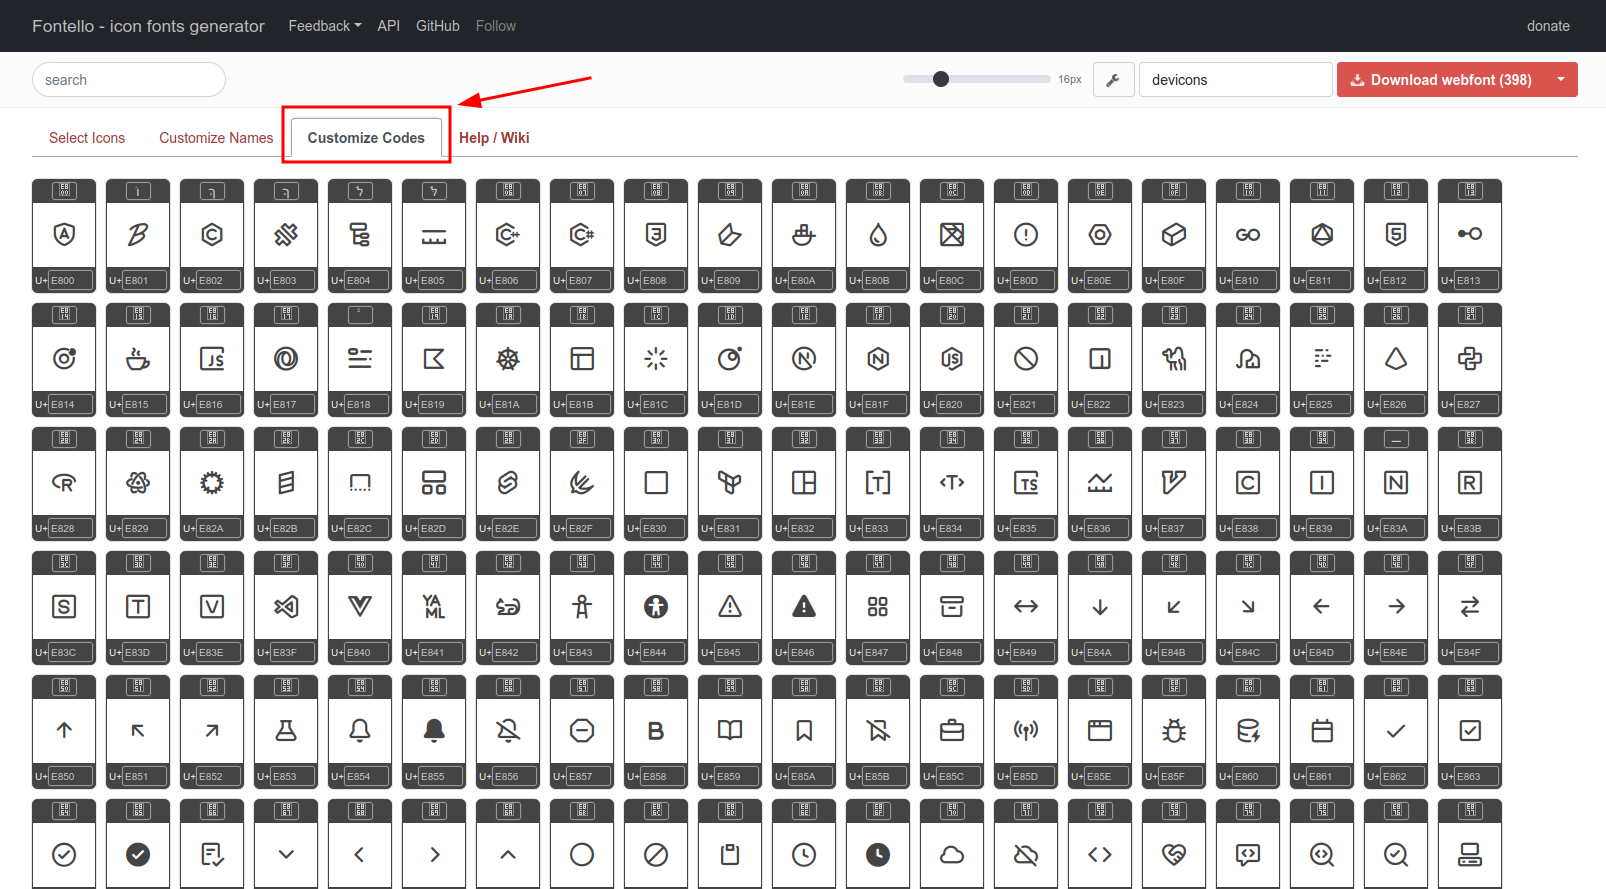 Fontello - icon fonts generator Feedback API GitHub Follow donate
search 16px devicons Download webfont (398)
Select Icons Customize Names Customize Codes Help / Wiki
U+ E800 U+ E801 U+ E802 U+ E803 U+ E804 U+ E805 U+ E806 U+ E807 U+ E808 U+ E809 U+ E80A U+ E80B U+ E80C U+ E80D U+ E80E U+ E80F U+ E810 U+ E811 U+ E812 U+ E813
U+ E814 U+ E815 U+ E816 U+ E817 U+ E818 U+ E819 U+ E81A U+ E81B U+ E81C U+ E81D U+ E81E U+ E81F U+ E820 U+ E821 U+ E822 U+ E823 U+ E824 U+ E825 U+ E826 U+ E827
U+ E828 U+ E829 U+ E82A U+ E82B U+ E82C U+ E82D U+ E82E U+ E82F U+ E830 U+ E831 U+ E832 U+ E833 U+ E834 U+ E835 U+ E836 U+ E837 U+ E838 U+ E839 U+ E83A U+ E83B
U+ E83C U+ E83D U+ E83E U+ E83F U+ E840 U+ E841 U+ E842 U+ E843 U+ E844 U+ E845 U+ E846 U+ E847 U+ E848 U+ E849 U+ E84A U+ E84B U+ E84C U+ E84D U+ E84E U+ E84F
U+ E850 U+ E851 U+ E852 U+ E853 U+ E854 U+ E855 U+ E856 U+ E857 U+ E858 U+ E859 U+ E85A U+ E85B U+ E85C U+ E85D U+ E85E U+ E85F U+ E860 U+ E861 U+ E862 U+ E863